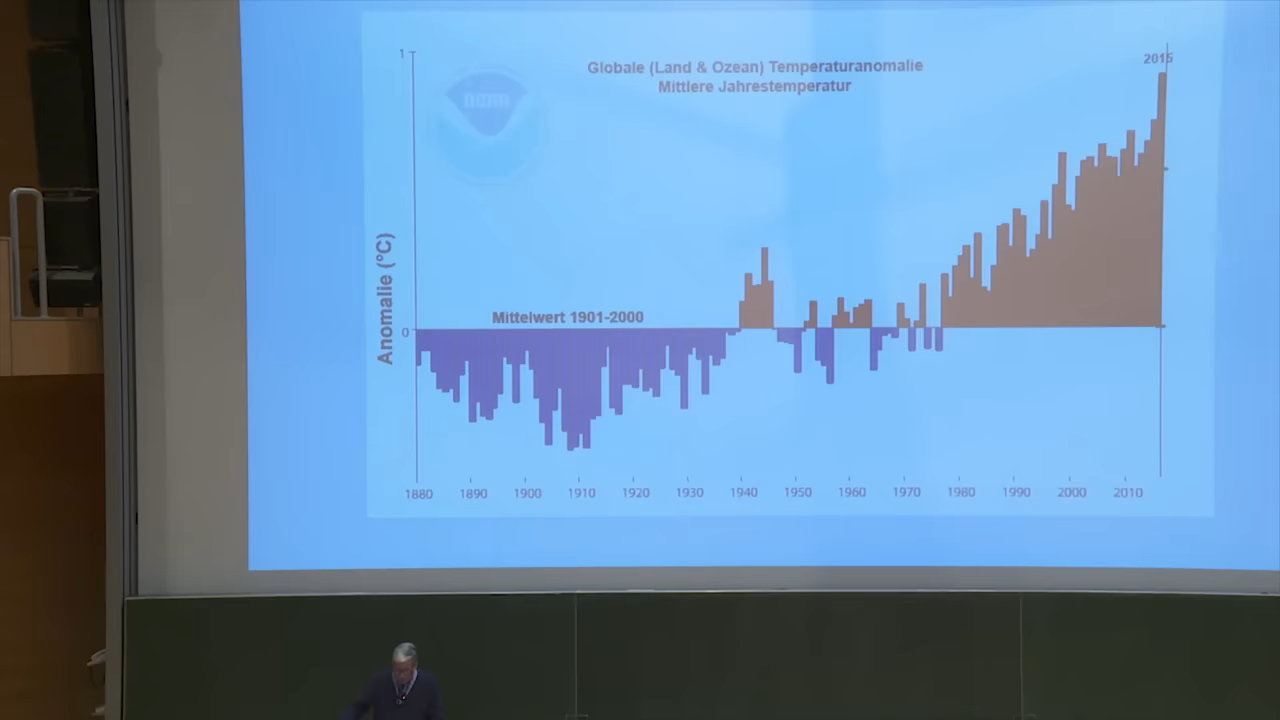 1
Globale (Land & Ozean) Temperaturanomalie
Mittlere Jahrestemperatur
2015
Anomalie (°C)
Mittelwert 1901-2000
0
1880 1890 1900 1910 1920 1930 1940 1950 1960 1970 1980 1990 2000 2010